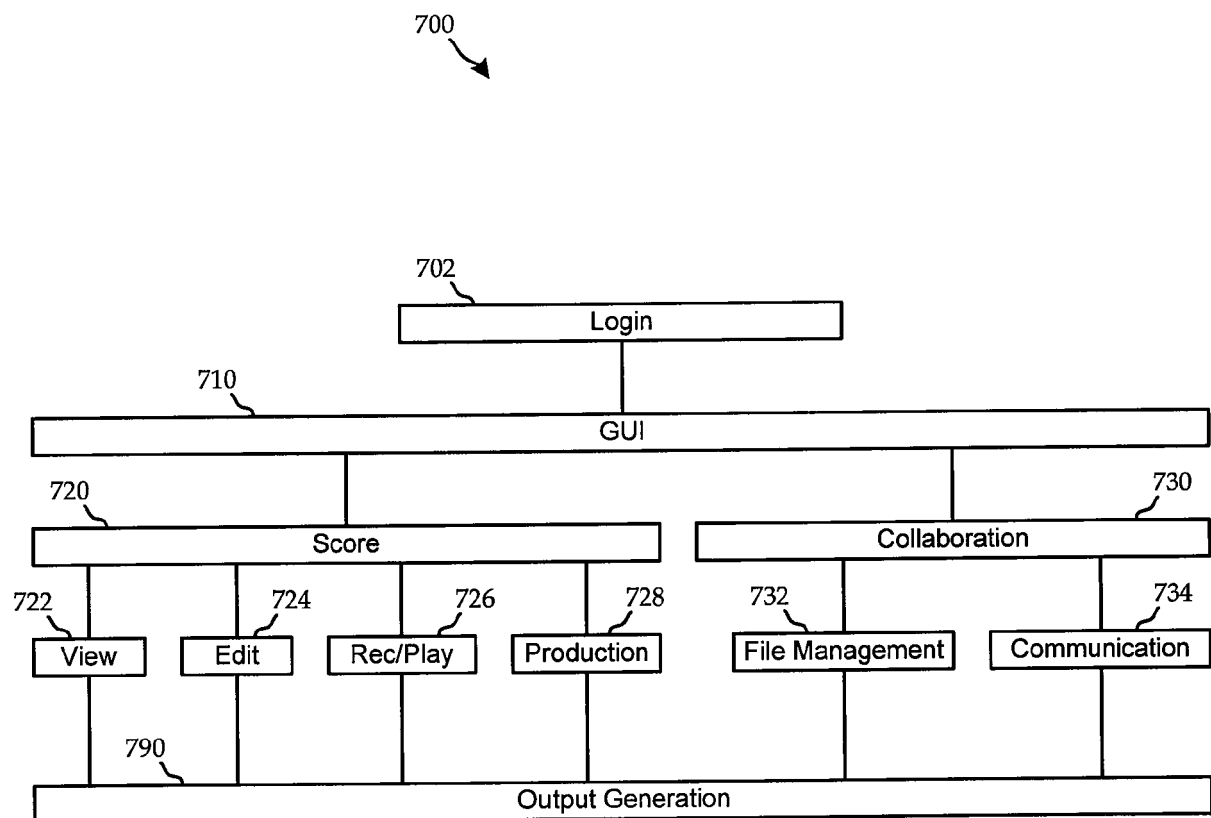 700
702
Login
710
GUI
720
730
Score
Collaboration
722
724
726
728
732
734
View
Edit
Rec/Play
Production
File Management
Communication
790
Output Generation